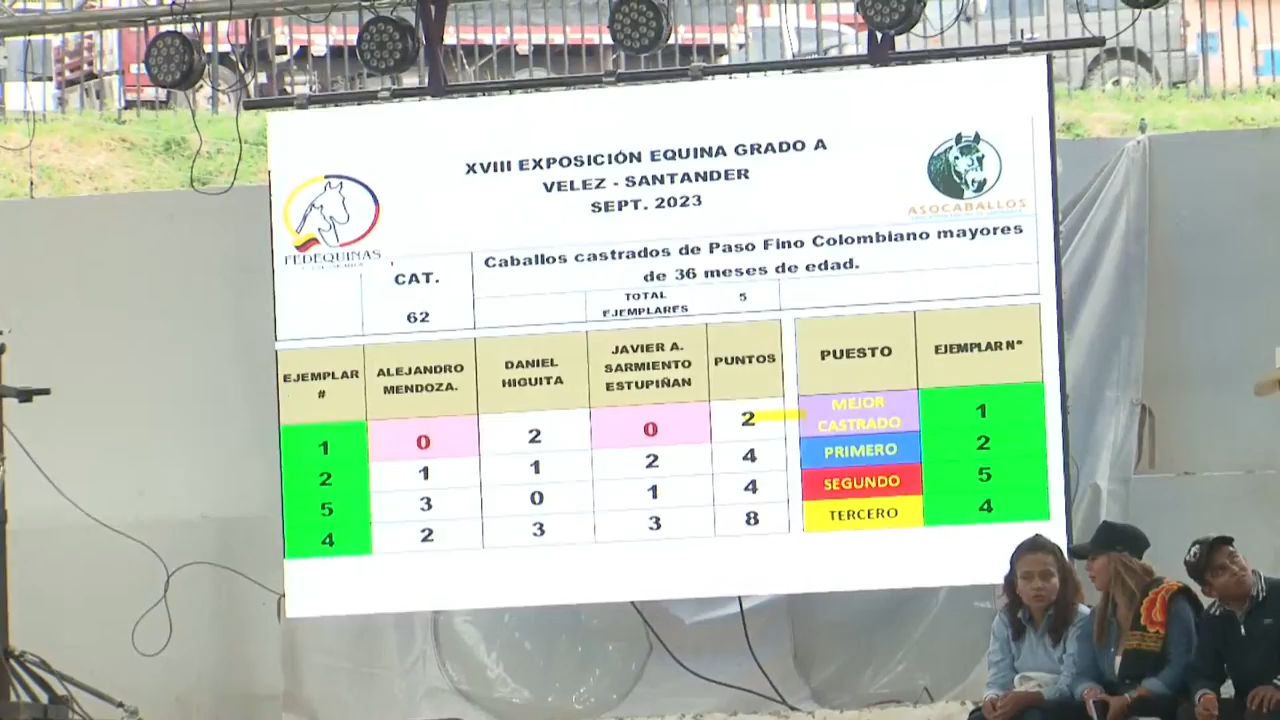 XVIII EXPOSICIÓN EQUINA GRADO A
VELEZ - SANTANDER
SEPT. 2023
FEDEQUINAS
ASOCABALLOS
CAT.
62
Caballos castrados de Paso Fino Colombiano mayores
de 36 meses de edad.
TOTAL
EJEMPLARES
5
EJEMPLAR
#
ALEJANDRO
MENDOZA.
DANIEL
HIGUITA
JAVIER A.
SARMIENTO
ESTUPIÑAN
PUNTOS
1 0 2 0 2
2 1 1 2 4
5 3 0 1 4
4 2 3 3 8
PUESTO EJEMPLAR Nº
MEJOR
CASTRADO 1
PRIMERO 2
SEGUNDO 5
TERCERO 4